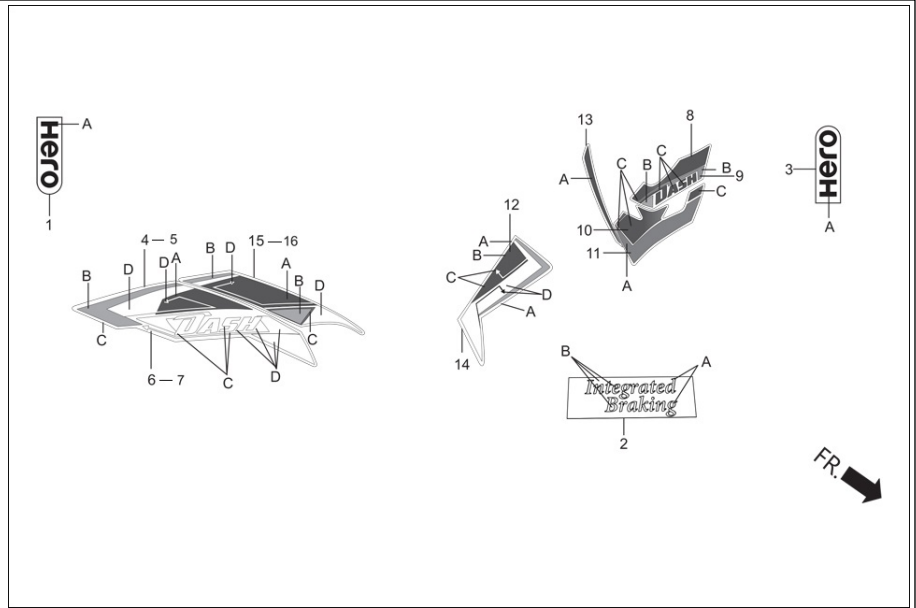 Hero
A
1
4 — 5
15 — 16
B
D
D
A
B
D
A
B
D
C
DASH
C
6 — 7
C
D
12
A
B
C
D
A
14
13
8
C
B
C
B
9
A
DASH
C
10
11
A
3
Hero
A
B
A
Integrated
Braking
2
FR.